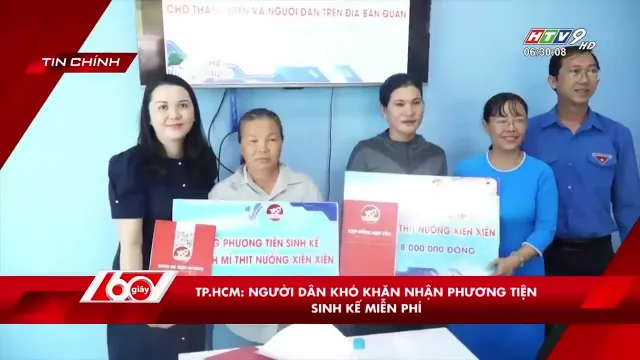 CHO THANH NIÊN VÀ NGƯỜI DÂN TRÊN ĐỊA BÀN QUẬN
HTV9 HD
06:30:08
TIN CHÍNH
PHƯƠNG TIỆN SINH KẾ
MÌ THỊT NƯỚNG XIÊN XIÊN
THỊT NƯỚNG XIÊN XIÊN
8.000.000 ĐỒNG
60 giây
TP.HCM: NGƯỜI DÂN KHÓ KHĂN NHẬN PHƯƠNG TIỆN
SINH KẾ MIỄN PHÍ